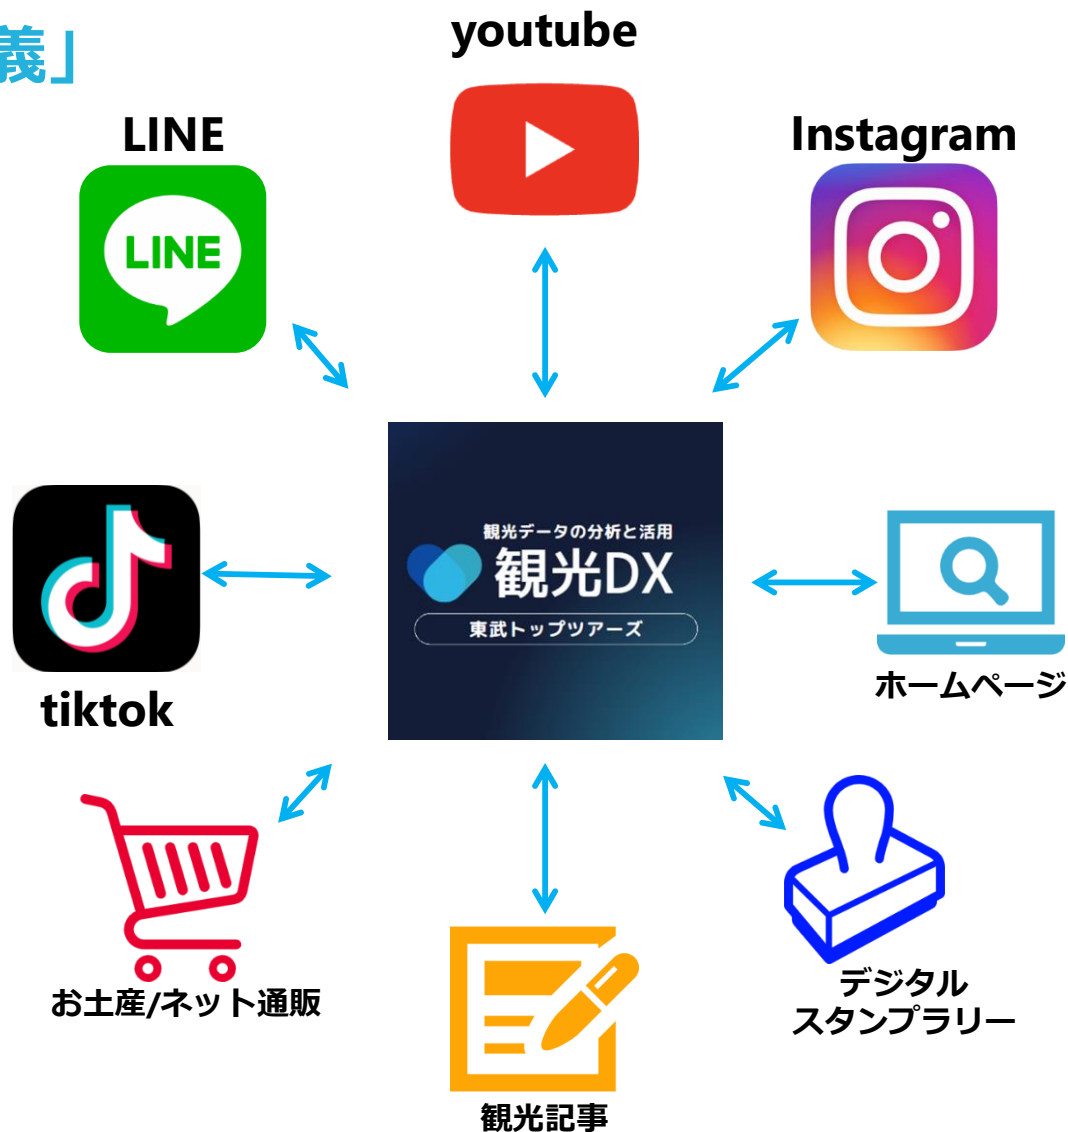 義」
youtube
LINE
Instagram
LINE
観光データの分析と活用
観光DX
東武トップツアーズ
tiktok
ホームページ
お土産/ネット通販
デジタル
スタンプラリー
観光記事